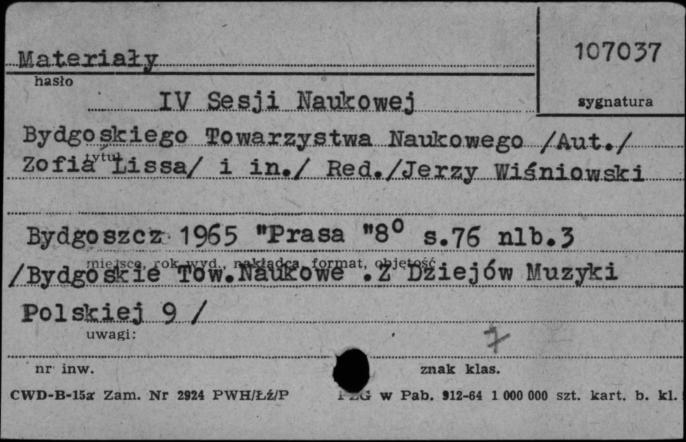 Materiały
107037
hasło
sygnatura
IV Sesji Naukowej
Bydgoskiego Towarzystwa Naukowego /Aut./
tytuł
Zofia Lissa/ i in./ Red./Jerzy Wiśniowski
Bydgoszcz 1965 "Prasa "8° s.76 nlb.3
miejsce, rok wyd., nakładca, format, objętość
/Bydgoskie Tow.Naukowe .Z Dziejów Muzyki
Polskiej 9 /
uwagi:
7
nr inw.
znak klas.
CWD-B-15a Zam. Nr 2924 PWH/Łź/P
PZG w Pab. 912-64 1 000 000 szt. kart. b. kl.